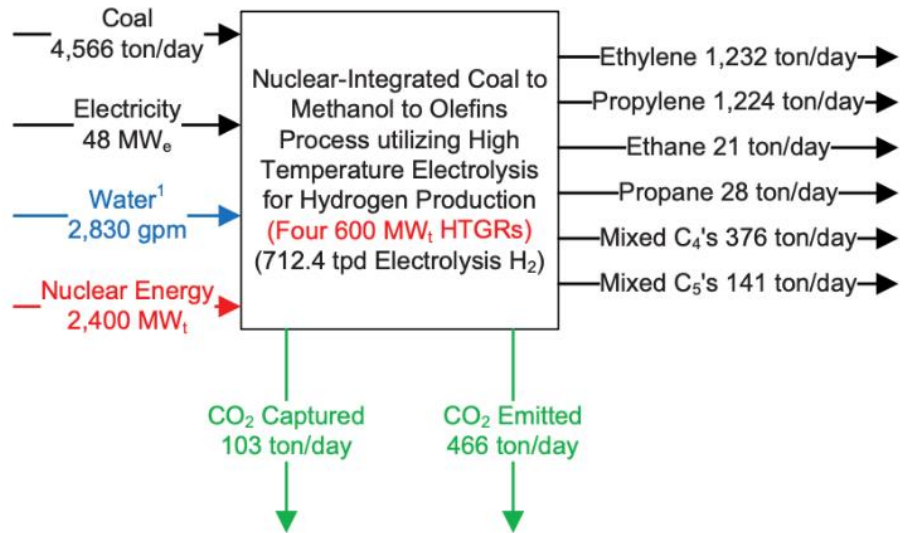 Coal
4,566 ton/day
Electricity
48 MWₑ
Water¹
2,830 gpm
Nuclear Energy
2,400 MWₜ
Nuclear-Integrated Coal to
Methanol to Olefins
Process utilizing High
Temperature Electrolysis
for Hydrogen Production
(Four 600 MWₜ HTGRs)
(712.4 tpd Electrolysis H₂)
Ethylene 1,232 ton/day
Propylene 1,224 ton/day
Ethane 21 ton/day
Propane 28 ton/day
Mixed C₄'s 376 ton/day
Mixed C₅'s 141 ton/day
CO₂ Captured
103 ton/day
CO₂ Emitted
466 ton/day